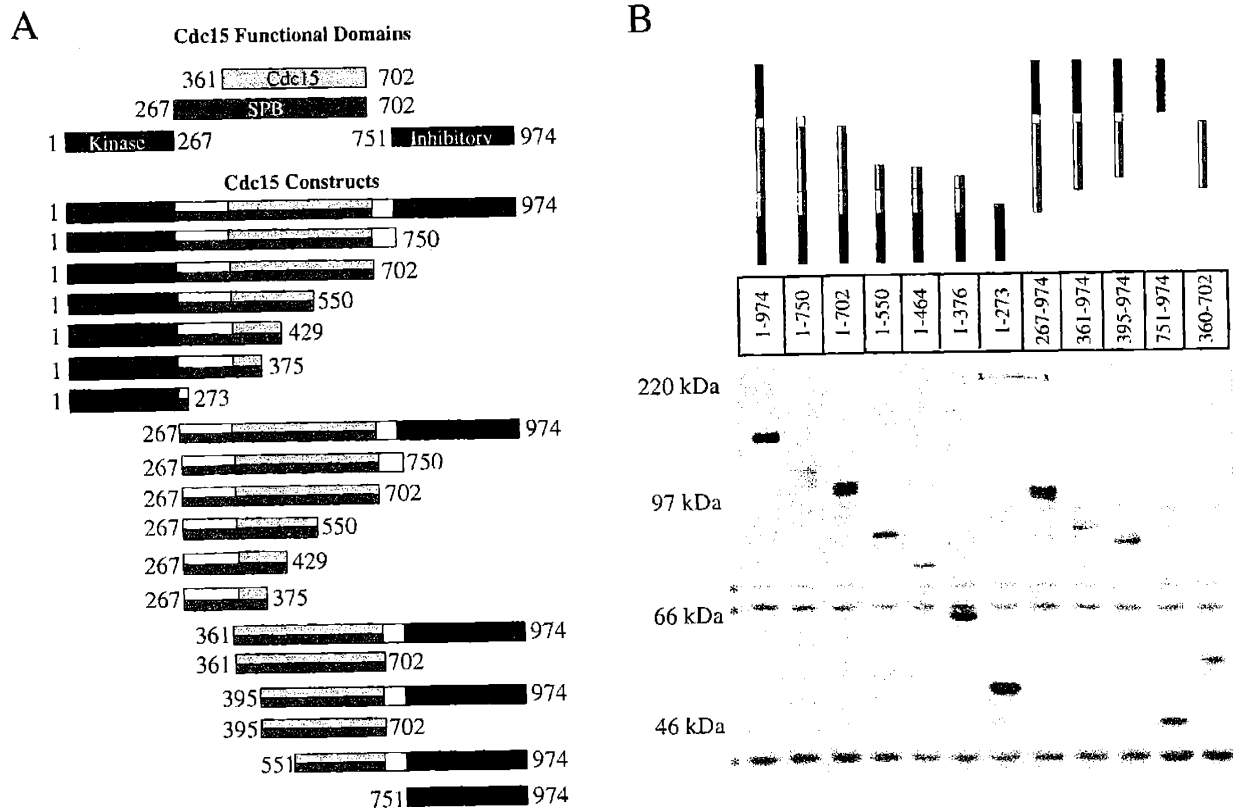 A
Cdc15 Functional Domains
361 Cdc15 702
267 SPB 702
1 Kinase 267
751 Inhibitory 974
Cdc15 Constructs
1 974
1 750
1 702
1 550
1 429
1 375
1 273
267 974
267 750
267 702
267 550
267 429
267 375
361 974
361 702
395 974
395 702
551 974
751 974
B
1-974 1-750 1-702 1-550 1-464 1-376 1-273 267-974 361-974 395-974 751-974 360-702
x x
220 kDa
97 kDa
*
*
66 kDa
46 kDa
*